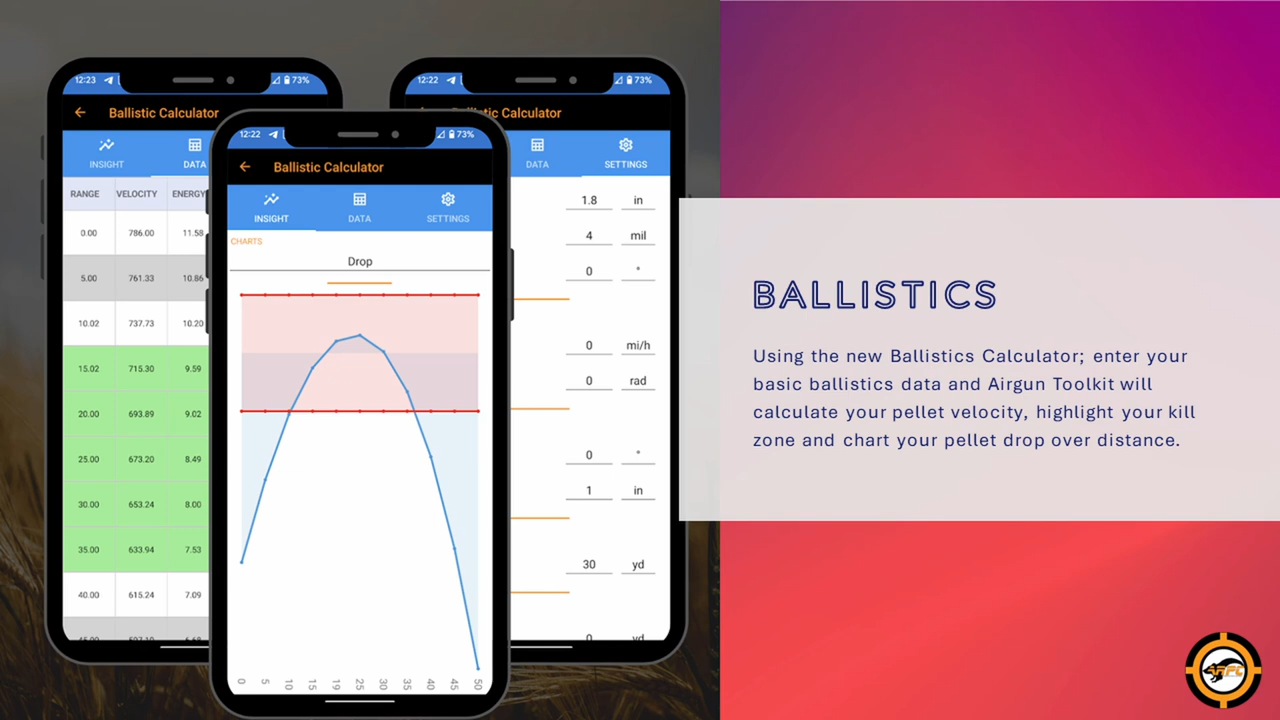 12:23
73%
Ballistic Calculator
INSIGHT
DATA
RANGE VELOCITY ENERGY
0.00 786.00 11.58
5.00 761.33 10.86
10.02 737.73 10.20
15.02 715.30 9.59
20.00 693.89 9.02
25.00 673.20 8.49
30.00 653.24 8.00
35.00 633.94 7.53
40.00 615.24 7.09
12:22
73%
Ballistic Calculator
INSIGHT
DATA
SETTINGS
CHARTS
Drop
0 5 10 15 19 25 30 35 40 45 50
12:22
73%
Calculator
DATA
SETTINGS
1.8 in
4 mil
0 °
0 mi/h
0 rad
0 °
1 in
30 yd
0 yd
BALLISTICS
Using the new Ballistics Calculator; enter your
basic ballistics data and Airgun Toolkit will
calculate your pellet velocity, highlight your kill
zone and chart your pellet drop over distance.